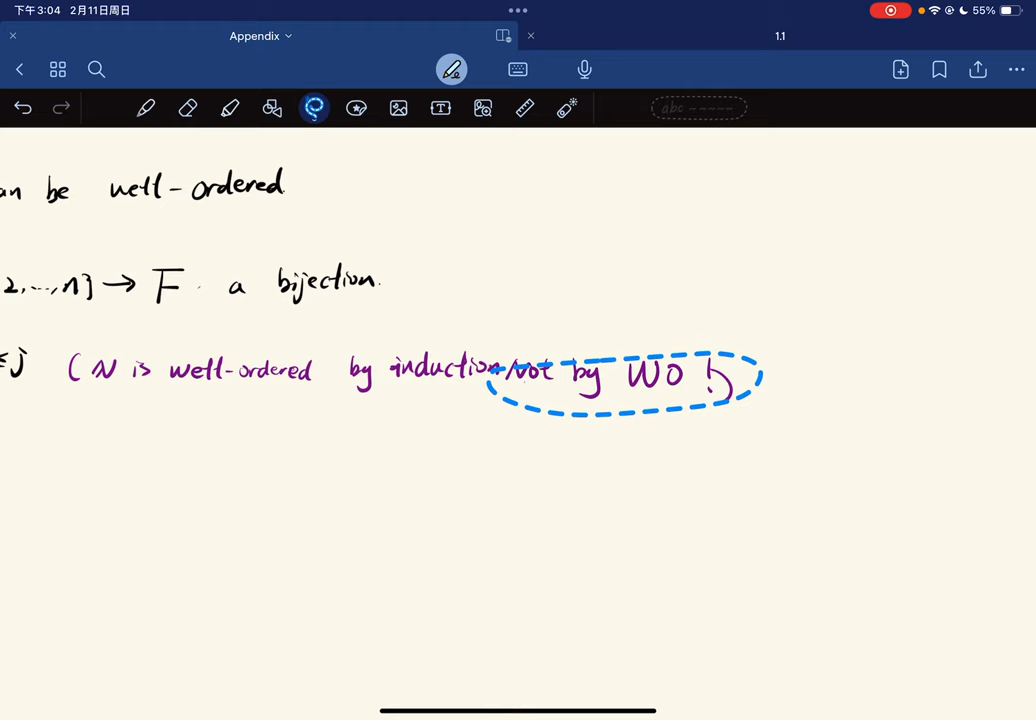 下午3:04 2月11日周日
55%
Appendix
1.1
abc
an be well-ordered
2,...,n} → F. a bijection.
≤j (N is well-ordered by induction Not by WO!)